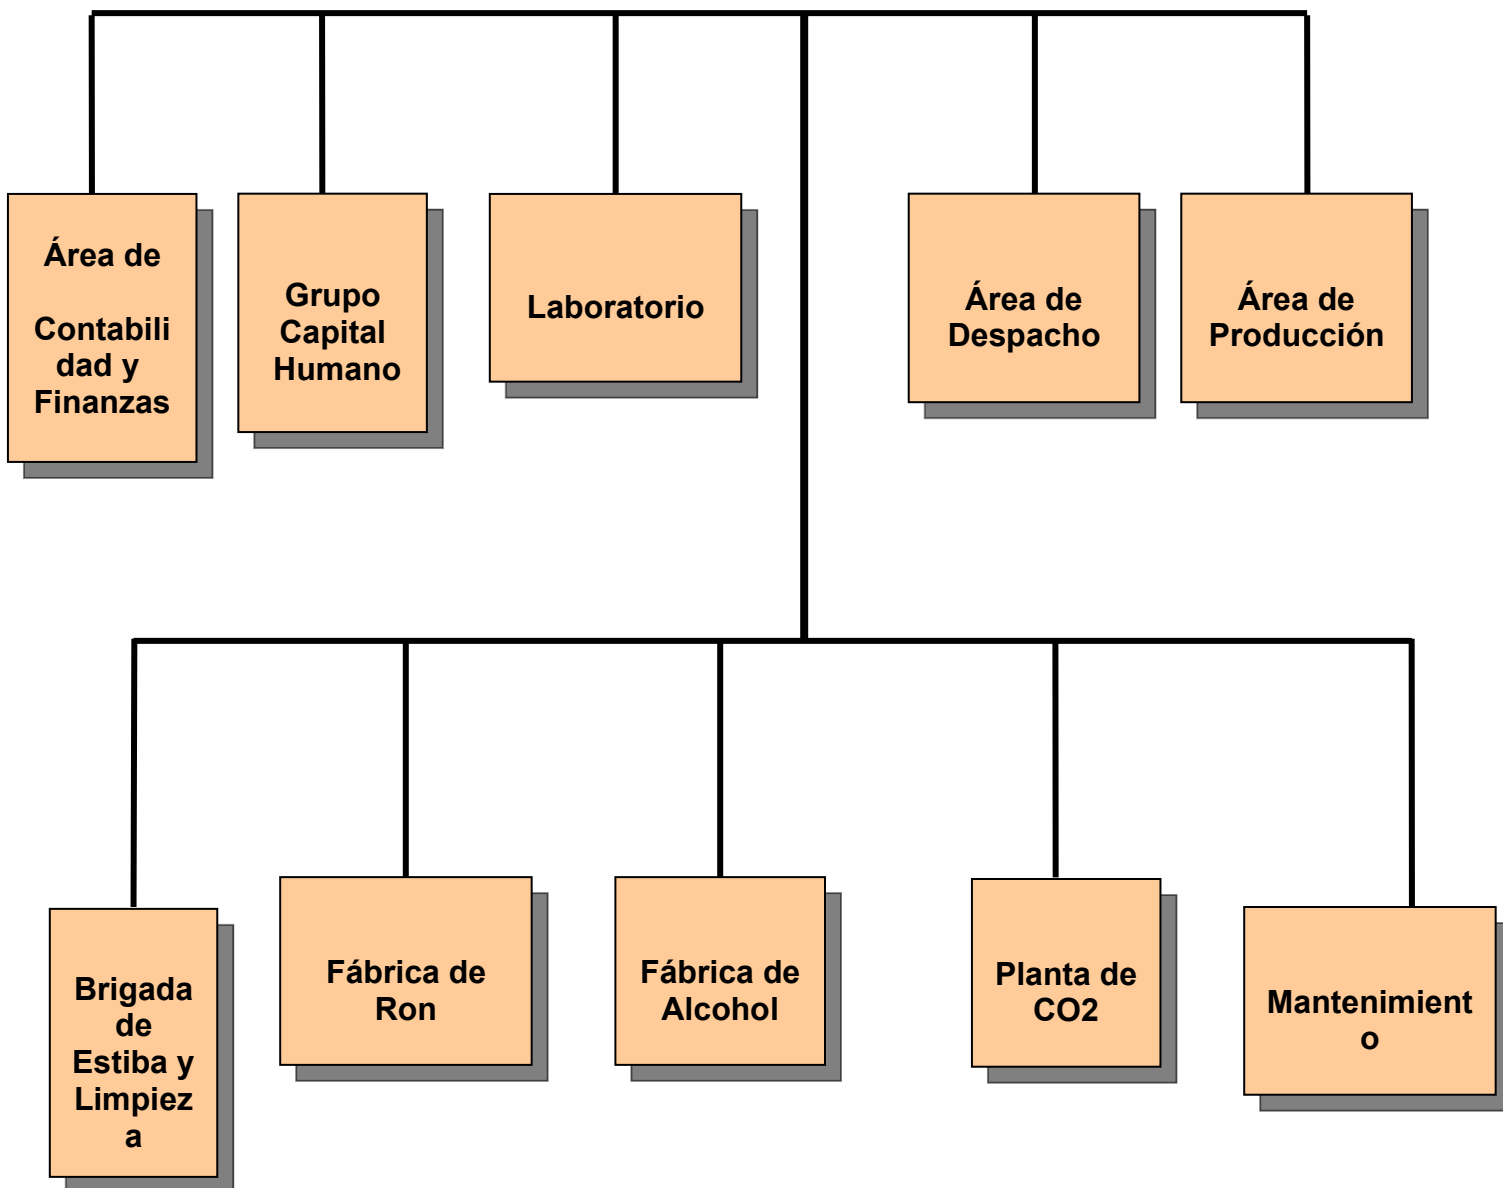 Área de
Contabili
dad y
Finanzas
Grupo
Capital
Humano
Laboratorio
Área de
Despacho
Área de
Producción
Brigada
de
Estiba y
Limpiez
a
Fábrica de
Ron
Fábrica de
Alcohol
Planta de
CO2
Mantenimient
o